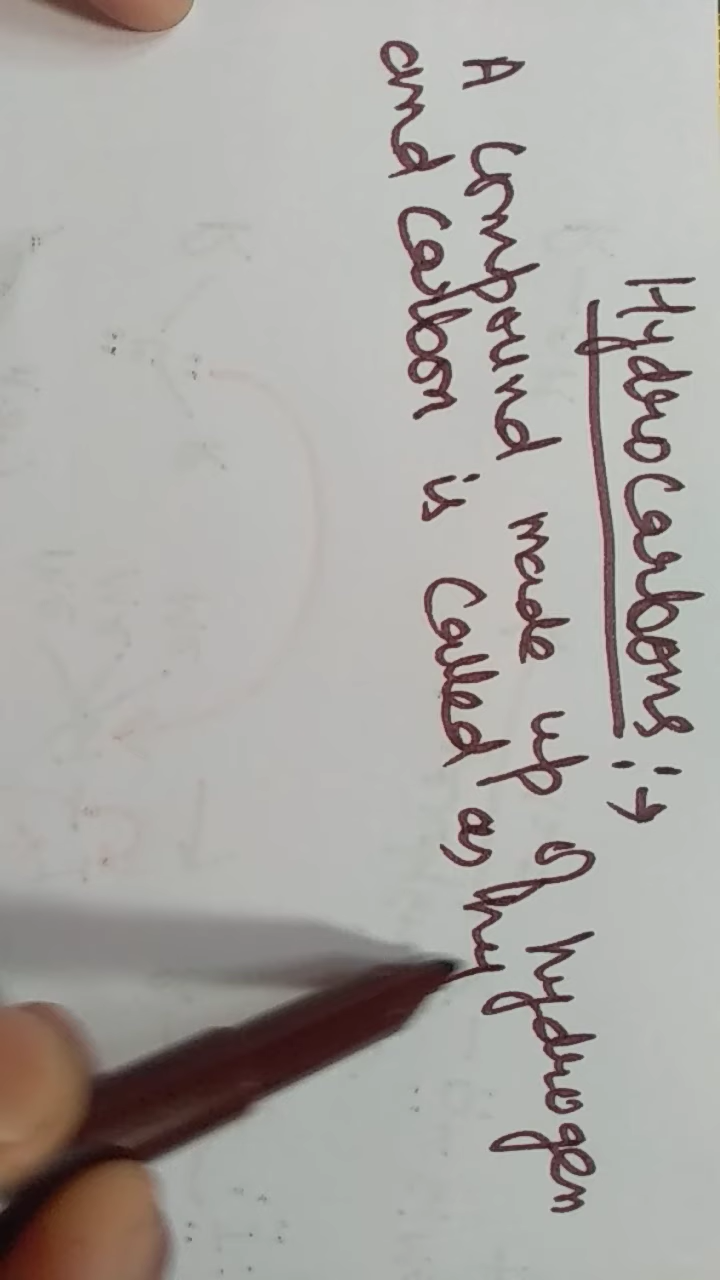 Hydrocarbons :→
A compound made up of hydrogen
and carbon is called as hy